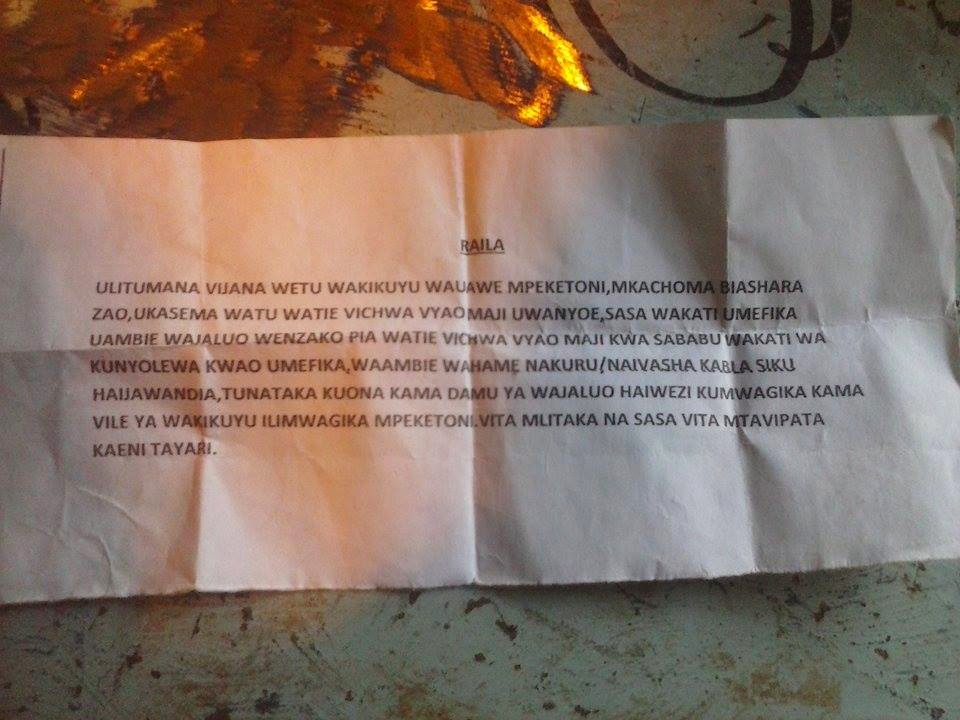 RAILA
ULITUMANA VIJANA WETU WAKIKUYU WAUAWE MPEKETONI,MKACHOMA BIASHARA
ZAO,UKASEMA WATU WATIE VICHWA VYAO MAJI UWANYOE,SASA WAKATI UMEFIKA
UAMBIE WAJALUO WENZAKO PIA WATIE VICHWA VYAO MAJI KWA SABABU WAKATI WA
KUNYOLEWA KWAO UMEFIKA,WAAMBIE WAHAME NAKURU/NAIVASHA KABLA SIKU
HAIJAWANDIA,TUNATAKA KUONA KAMA DAMU YA WAJALUO HAIWEZI KUMWAGIKA KAMA
VILE YA WAKIKUYU ILIMWAGIKA MPEKETONI.VITA MLITAKA NA SASA VITA MTAVIPATA
KAENI TAYARI.